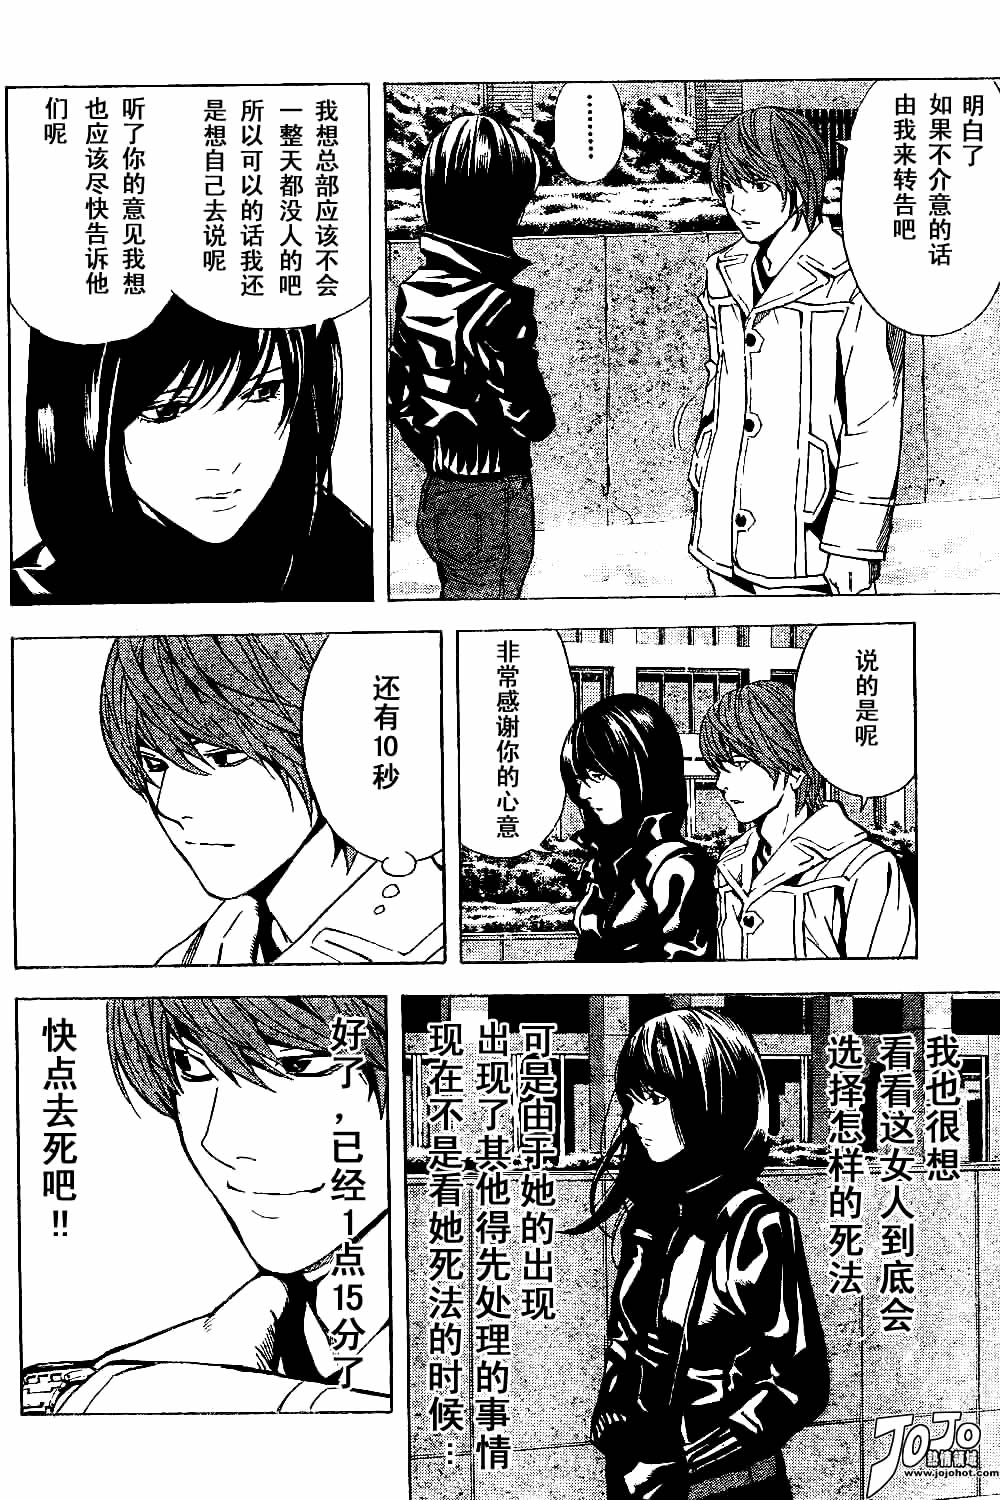 明白了
如果不介意的话
由我来转告吧
………
我想总部应该不会
一整天都没人的吧
所以可以的话我还
是想自己去说呢
听了你的意见我想
也应该尽快告诉他
们呢
说的是呢
非常感谢你的心意
还有10秒
我也很想
看看这女人到底会
选择怎样的死法
可是由于她的出现
出现了其他得先处理的事情
现在不是看她死法的时候…
好了,已经1点15分了
快点去死吧!!
JOJO
熱情領域
www.jojohot.com